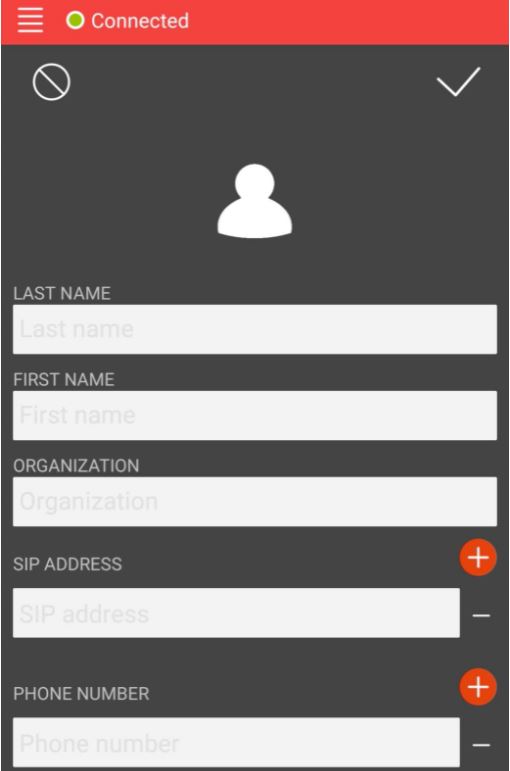 Connected
LAST NAME
Last name
FIRST NAME
First name
ORGANIZATION
Organization
SIP ADDRESS
SIP address
PHONE NUMBER
Phone number